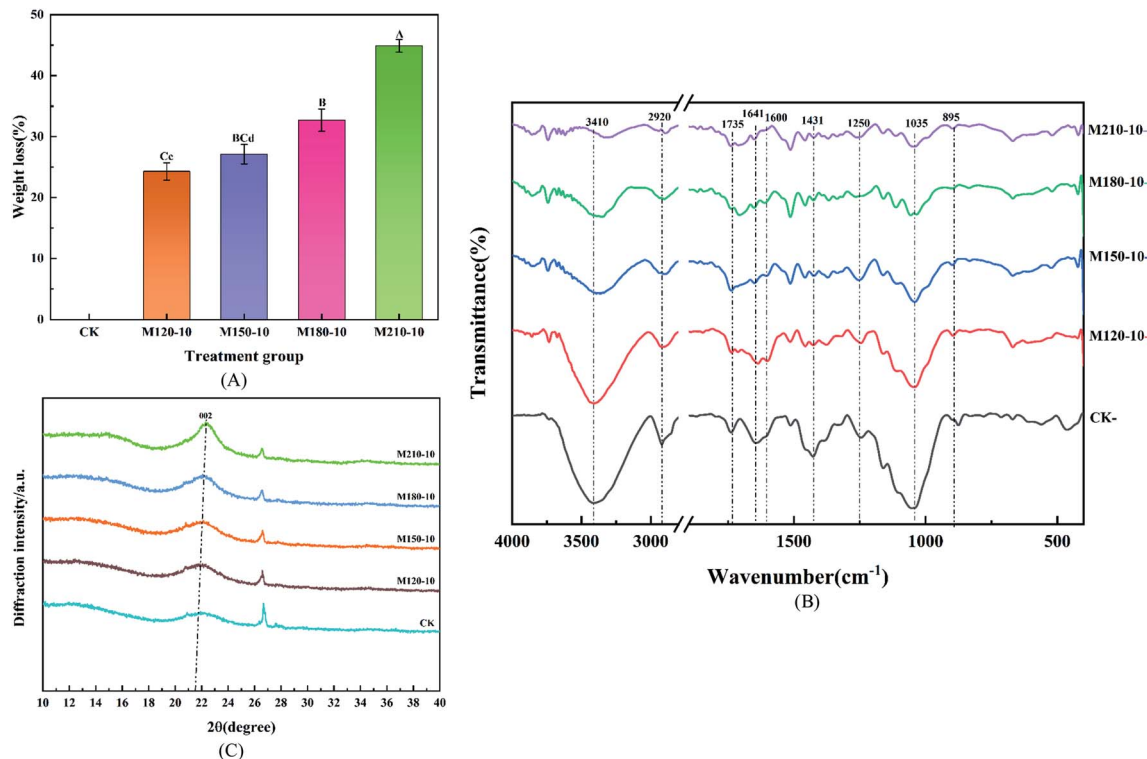 50
40
30
20
10
0
Weight loss(%)
Cc
BCd
B
A
CK
M120-10
M150-10
M180-10
M210-10
Treatment group
(A)
3410
2920
1735
1641
1600
1431
1250
1035
895
M210-10-
M180-10-
M150-10-
M120-10-
CK-
Transmittance(%)
4000
3500
3000
1500
1000
500
Wavenumber(cm⁻¹)
(B)
002
M210-10
M180-10
M150-10
M120-10
CK
Diffraction intensity/a.u.
10
12
14
16
18
20
22
24
26
28
30
32
34
36
38
40
2θ(degree)
(C)